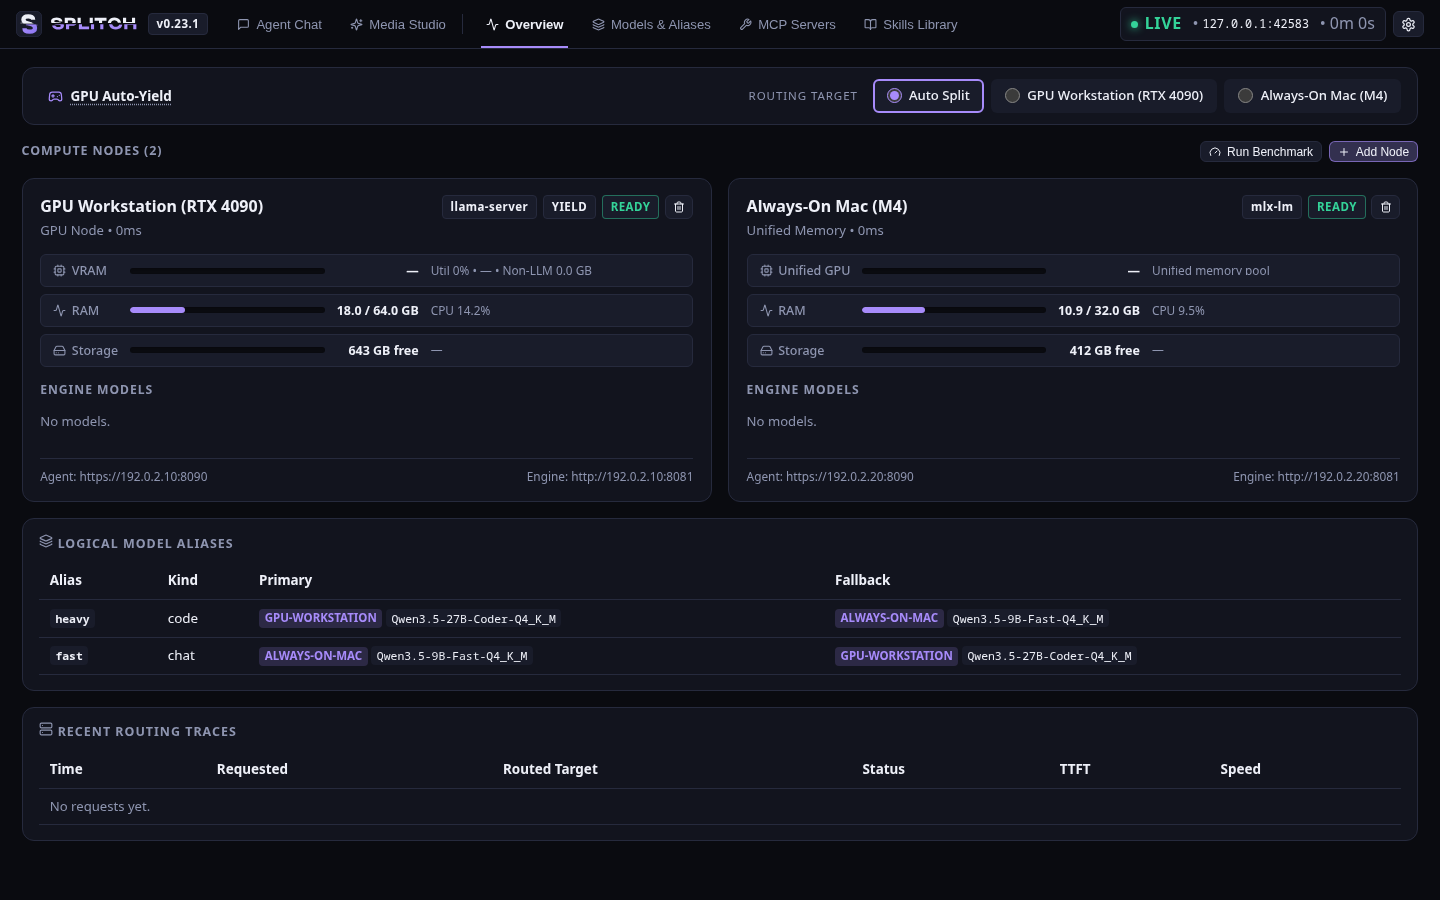 S SPLITCH v0.23.1 Agent Chat Media Studio Overview Models & Aliases MCP Servers Skills Library LIVE • 127.0.0.1:42583 • 0m 0s
GPU Auto-Yield ROUTING TARGET Auto Split GPU Workstation (RTX 4090) Always-On Mac (M4)
COMPUTE NODES (2) Run Benchmark + Add Node
GPU Workstation (RTX 4090) llama-server YIELD READY
GPU Node • 0ms
VRAM — Util 0% • — • Non-LLM 0.0 GB
RAM 18.0 / 64.0 GB CPU 14.2%
Storage 643 GB free —
ENGINE MODELS
No models.
Agent: https://192.0.2.10:8090 Engine: http://192.0.2.10:8081
Always-On Mac (M4) mlx-lm READY
Unified Memory • 0ms
Unified GPU — Unified memory pool
RAM 10.9 / 32.0 GB CPU 9.5%
Storage 412 GB free —
ENGINE MODELS
No models.
Agent: https://192.0.2.20:8090 Engine: http://192.0.2.20:8081
LOGICAL MODEL ALIASES
Alias Kind Primary Fallback
heavy code GPU-WORKSTATION Qwen3.5-27B-Coder-Q4_K_M ALWAYS-ON-MAC Qwen3.5-9B-Fast-Q4_K_M
fast chat ALWAYS-ON-MAC Qwen3.5-9B-Fast-Q4_K_M GPU-WORKSTATION Qwen3.5-27B-Coder-Q4_K_M
RECENT ROUTING TRACES
Time Requested Routed Target Status TTFT Speed
No requests yet.